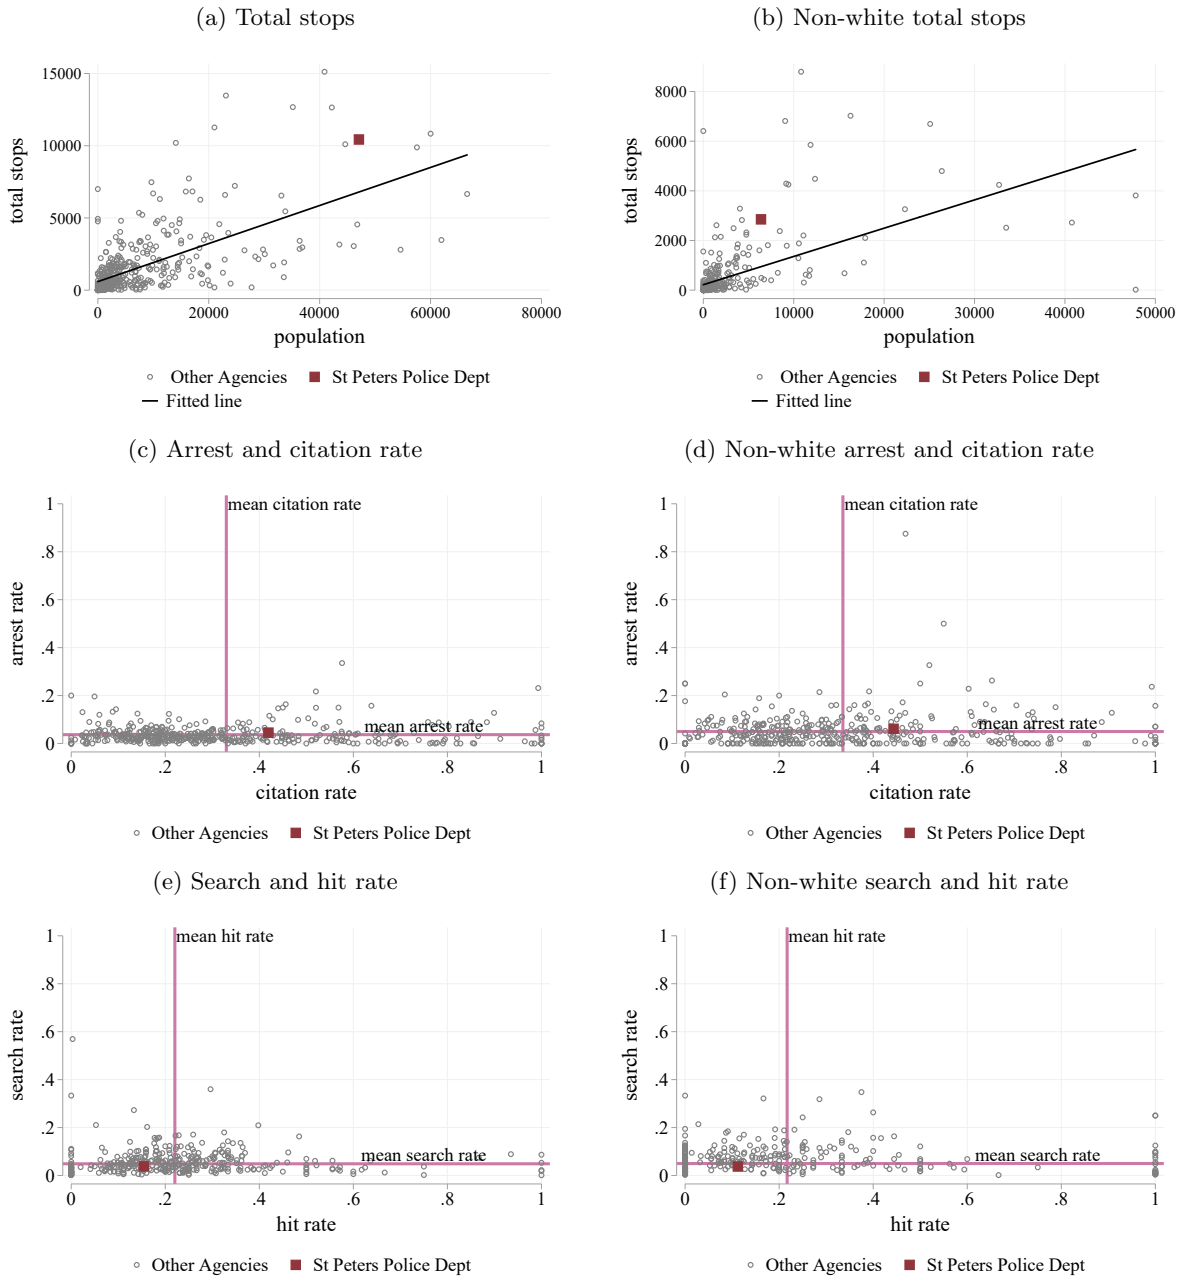 (a) Total stops
(b) Non-white total stops
15000
10000
5000
0
total stops
0 20000 40000 60000 80000
population
Other Agencies St Peters Police Dept
Fitted line
8000
6000
4000
2000
0
total stops
0 10000 20000 30000 40000 50000
population
Other Agencies St Peters Police Dept
Fitted line
(c) Arrest and citation rate
(d) Non-white arrest and citation rate
1
.8
.6
.4
.2
0
arrest rate
mean citation rate
mean arrest rate
0 .2 .4 .6 .8 1
citation rate
Other Agencies St Peters Police Dept
1
.8
.6
.4
.2
0
arrest rate
mean citation rate
mean arrest rate
0 .2 .4 .6 .8 1
citation rate
Other Agencies St Peters Police Dept
(e) Search and hit rate
(f) Non-white search and hit rate
1
.8
.6
.4
.2
0
search rate
mean hit rate
mean search rate
0 .2 .4 .6 .8 1
hit rate
Other Agencies St Peters Police Dept
1
.8
.6
.4
.2
0
search rate
mean hit rate
mean search rate
0 .2 .4 .6 .8 1
hit rate
Other Agencies St Peters Police Dept